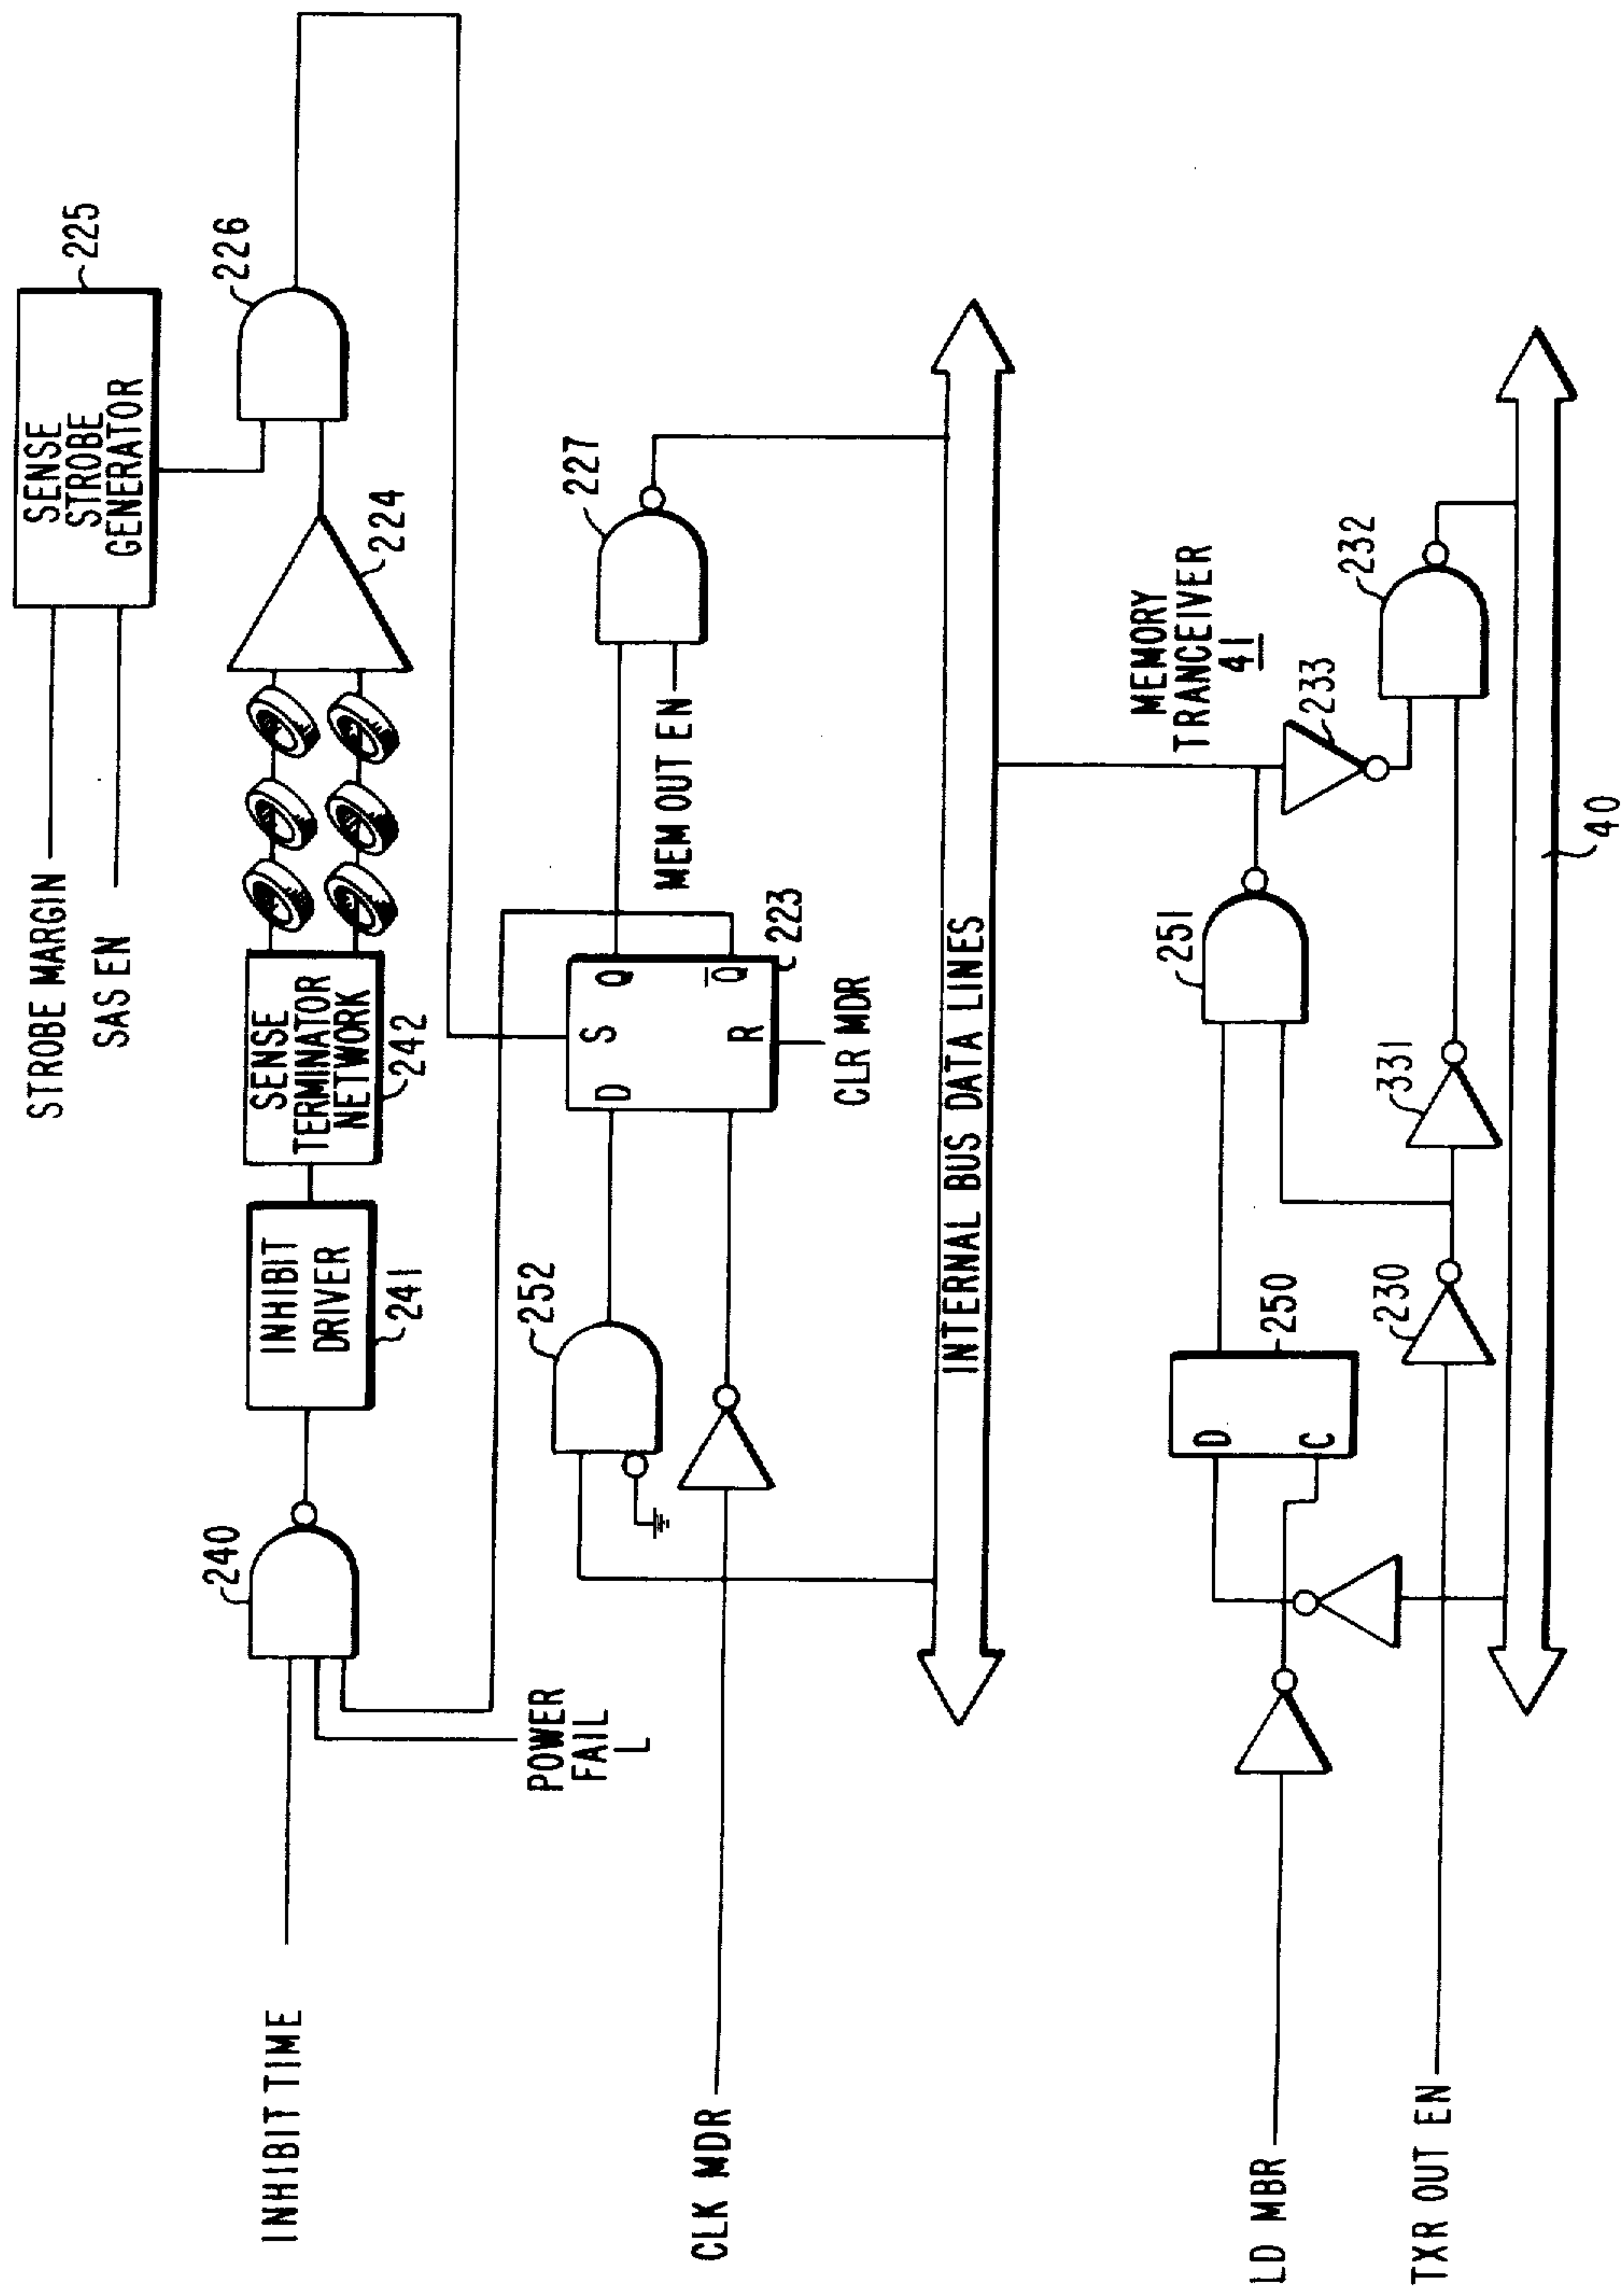 SENSE
STROBE
GENERATOR
225
STROBE MARGIN
SAS EN
226
224
SENSE
TERMINATOR
NETWORK
242
INHIBIT
DRIVER
241
240
INHIBIT TIME
POWER
FAIL
L
227
MEM OUT EN
D
S
Q
Q
R
223
CLR MDR
252
CLK MDR
INTERNAL BUS DATA LINES
MEMORY
TRANCEIVER
41
233
232
251
331
250
D
C
230
LD MBR
TXR OUT EN
40